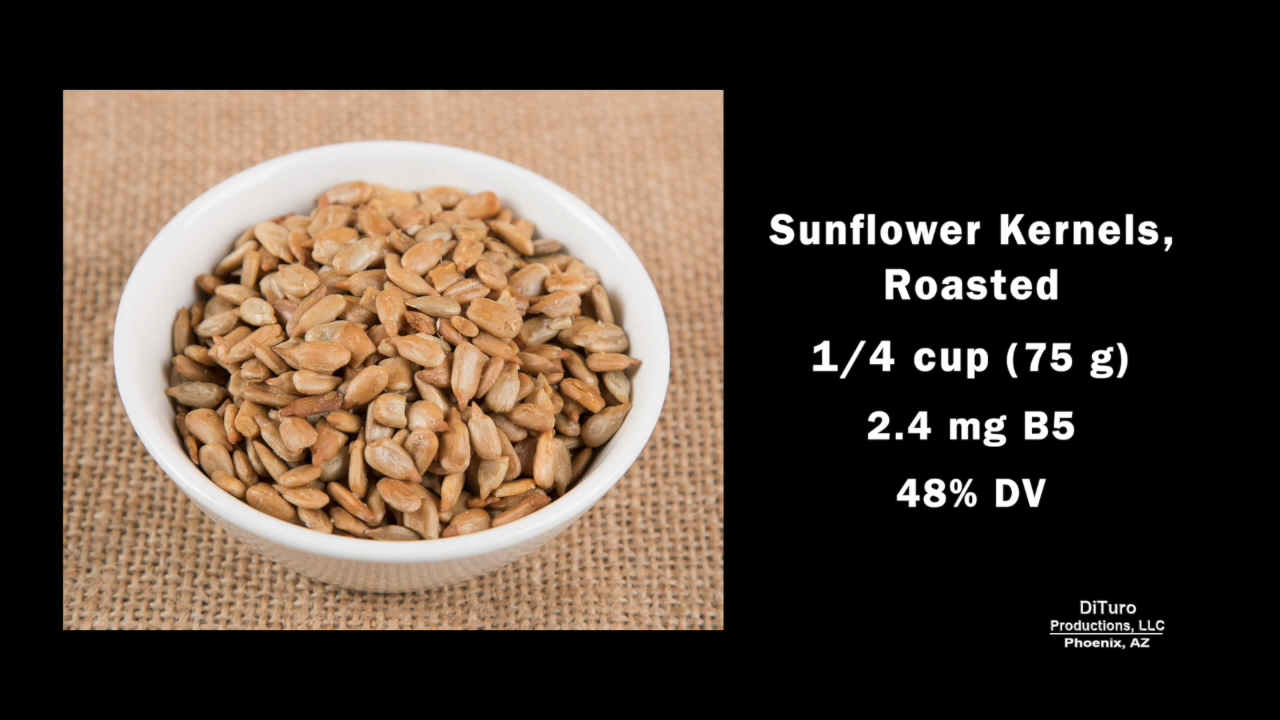 Sunflower Kernels,
Roasted
1/4 cup (75 g)
2.4 mg B5
48% DV
DiTuro
Productions, LLC
Phoenix, AZ